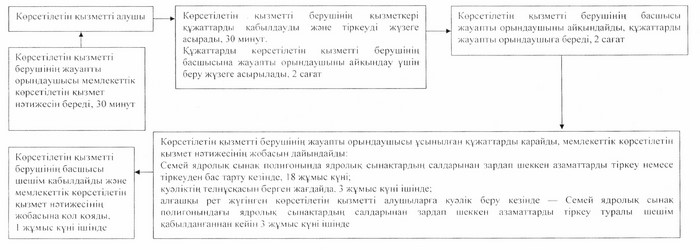 Көрсетілетін қызметті алушы
Көрсетілетін қызметті берушінің қызметкері
құжаттарды қабылдауды және тіркеуді жүзеге
асырады, 30 минут.
Құжаттарды көрсетілетін қызметті берушінің
басшысына жауапты орындаушыны айқындау үшін
беру жүзеге асырылады, 2 сағат
Көрсетілетін қызметті берушінің басшысы
жауапты орындаушыны айқындайды, құжаттарды
жауапты орындаушыға береді, 2 сағат
Көрсетілетін қызметті
берушінің жауапты
орындаушысы мемлекеттік
көрсетілетін қызмет
нәтижесін береді, 30 минут
Көрсетілетін қызметті берушінің жауапты орындаушысы ұсынылған құжаттарды қарайды, мемлекеттік көрсетілетін
қызмет нәтижесінің жобасын дайындайды:
Семей ядролық сынақ полигонында ядролық сынақтардың салдарынан зардап шеккен азаматтарды тіркеу немесе
тіркеуден бас тарту кезінде, 18 жұмыс күні;
куәліктің телнұсқасын берген жағдайда, 3 жұмыс күні ішінде;
алғашқы рет жүгінген көрсетілетін қызметті алушыларға куәлік беру кезінде — Семей ядролық сынақ
полигонындағы ядролық сынақтардың салдарынан зардап шеккен азаматтарды тіркеу туралы шешім
қабылданғаннан кейін 3 жұмыс күні ішінде
Көрсетілетін қызметті
берушінің басшысы
шешім қабылдайды және
мемлекеттік көрсетілетін
қызмет нәтижесінің
жобасына қол қояды,
1 жұмыс күні ішінде